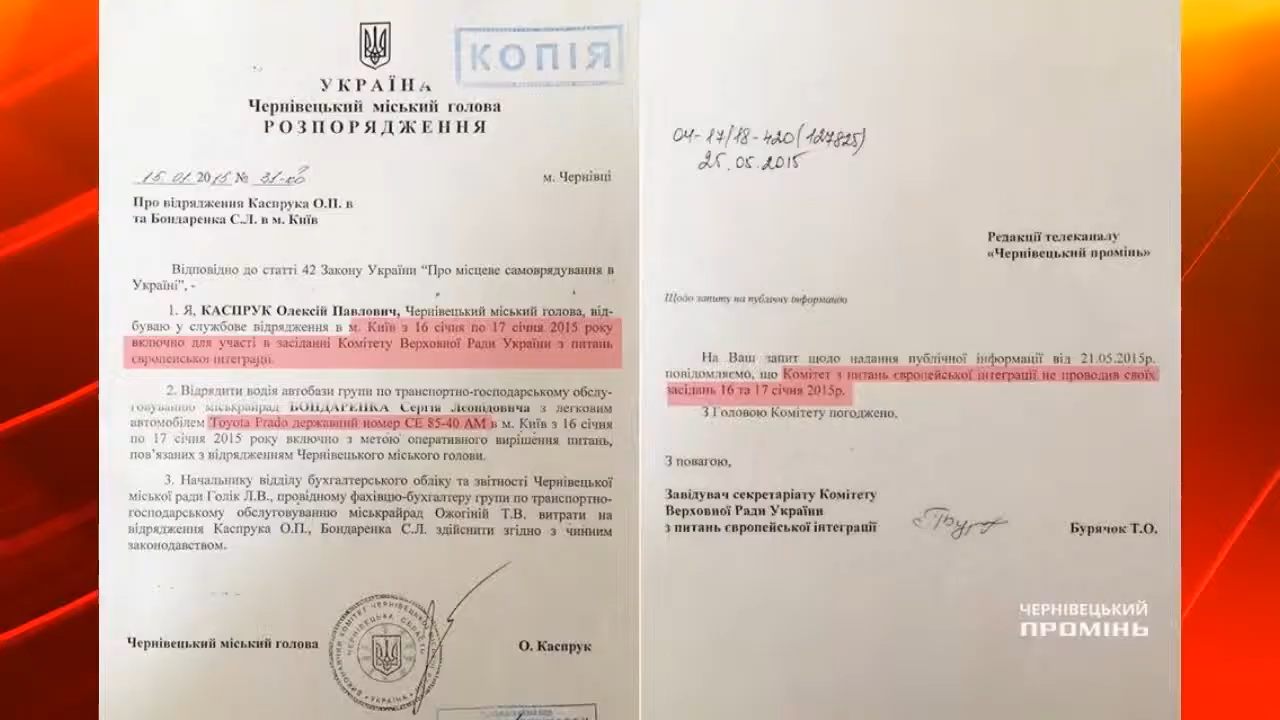 КОПІЯ
УКРАЇНА
Чернівецький міський голова
РОЗПОРЯДЖЕННЯ
15.01.2015 № 31-кв
м. Чернівці
Про відрядження Каспрука О.П. в
та Бондаренка С.Л. в м. Київ
Відповідно до статті 42 Закону України “Про місцеве самоврядування в
Україні”, -
1. Я, КАСПРУК Олексій Павлович, Чернівецький міський голова, від-
буваю у службове відрядження в м. Київ з 16 січня по 17 січня 2015 року
включно для участі в засіданні Комітету Верховної Ради України з питань
європейської інтеграції.
2. Відрядити водія автобази групи по транспортно-господарському обслу-
говуванню міськрайрад БОНДАРЕНКА Сергія Леонідовича з легковим
автомобілем Toyota Prado державний номер СЕ 85-40 АМ в м. Київ з 16 січня
по 17 січня 2015 року включно з метою оперативного вирішення питань,
пов’язаних з відрядженням Чернівецького міського голови.
3. Начальнику відділу бухгалтерського обліку та звітності Чернівецької
міської ради Голік Л.В., провідному фахівцю-бухгалтеру групи по транспортно-
господарському обслуговуванню міськрайрад Ожогіній Т.В. витрати на
відрядження Каспрука О.П., Бондаренка С.Л. здійснити згідно з чинним
законодавством.
Чернівецький міський голова
О. Каспрук
04-17/18-420(127825)
25.05.2015
Редакції телеканалу
«Чернівецький промінь»
Щодо запиту на публічну інформацію
На Ваш запит щодо надання публічної інформації від 21.05.2015р.
повідомляємо, що Комітет з питань європейської інтеграції не проводив своїх
засідань 16 та 17 січня 2015р.
З Головою Комітету погоджено.
З повагою,
Завідувач секретаріату Комітету
Верховної Ради України
з питань європейської інтеграції
Бурячок Т.О.
ЧЕРНІВЕЦЬКИЙ
ПРОМІНЬ